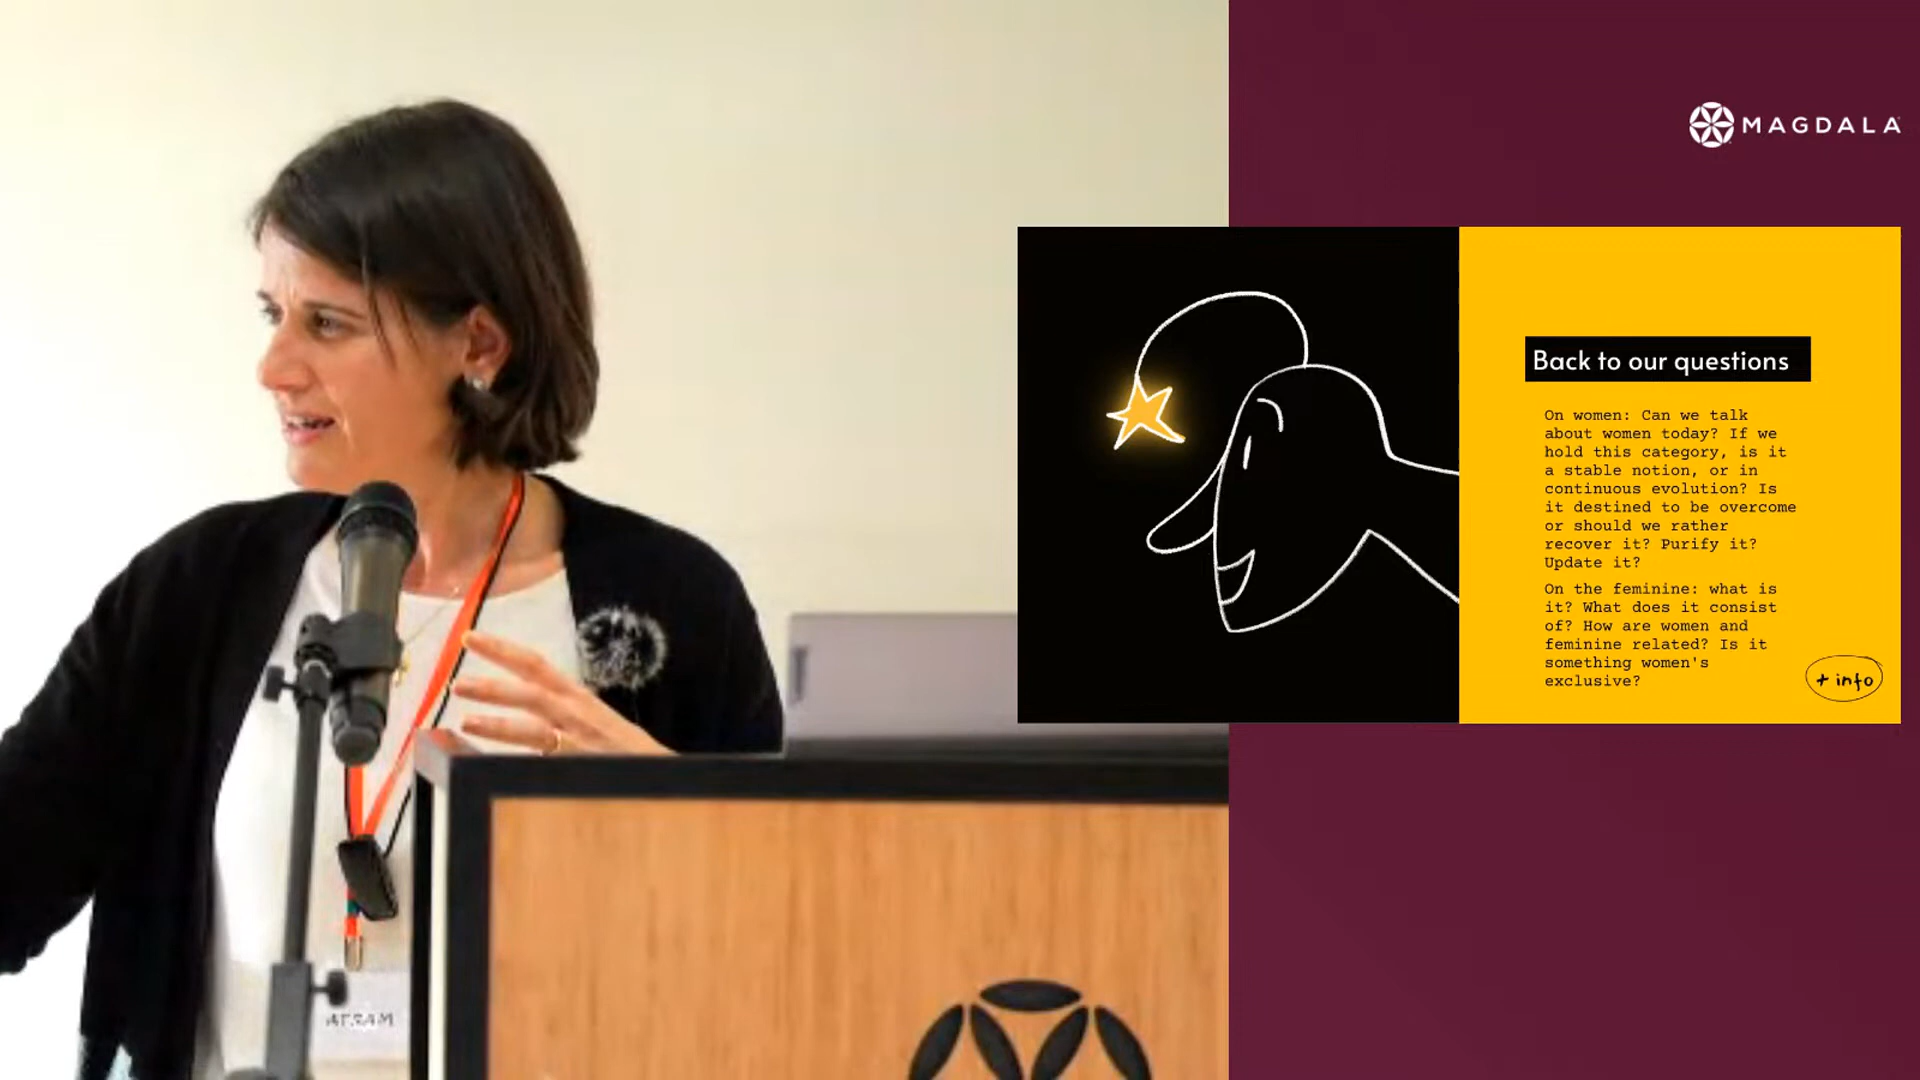 MAGDALA
Back to our questions
On women: Can we talk
about women today? If we
hold this category, is it
a stable notion, or in
continuous evolution? Is
it destined to be overcome
or should we rather
recover it? Purify it?
Update it?
On the feminine: what is
it? What does it consist
of? How are women and
feminine related? Is it
something women's
exclusive?
+ info